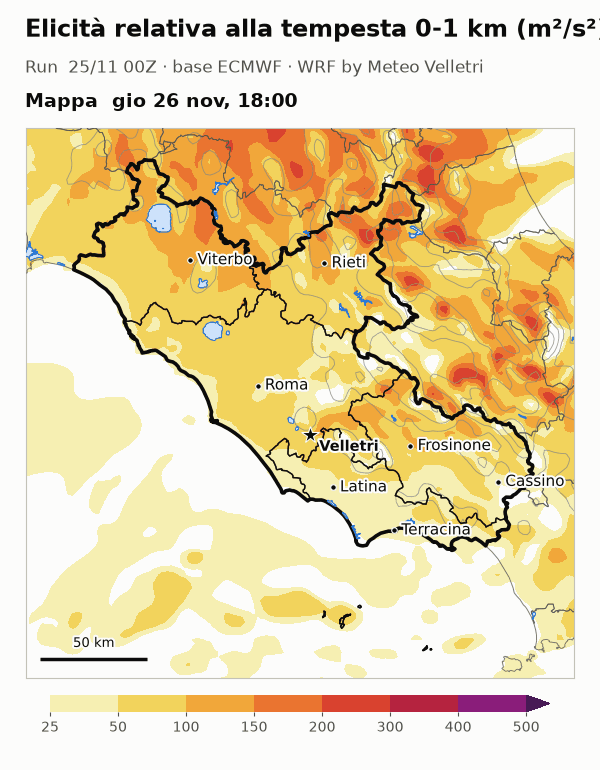 Elicità relativa alla tempesta 0-1 km (m²/s²)
Run 25/11 00Z · base ECMWF · WRF by Meteo Velletri
Mappa gio 26 nov, 18:00
Viterbo
Rieti
Roma
Velletri
Frosinone
Cassino
Latina
Terracina
50 km
25 50 100 150 200 300 400 500